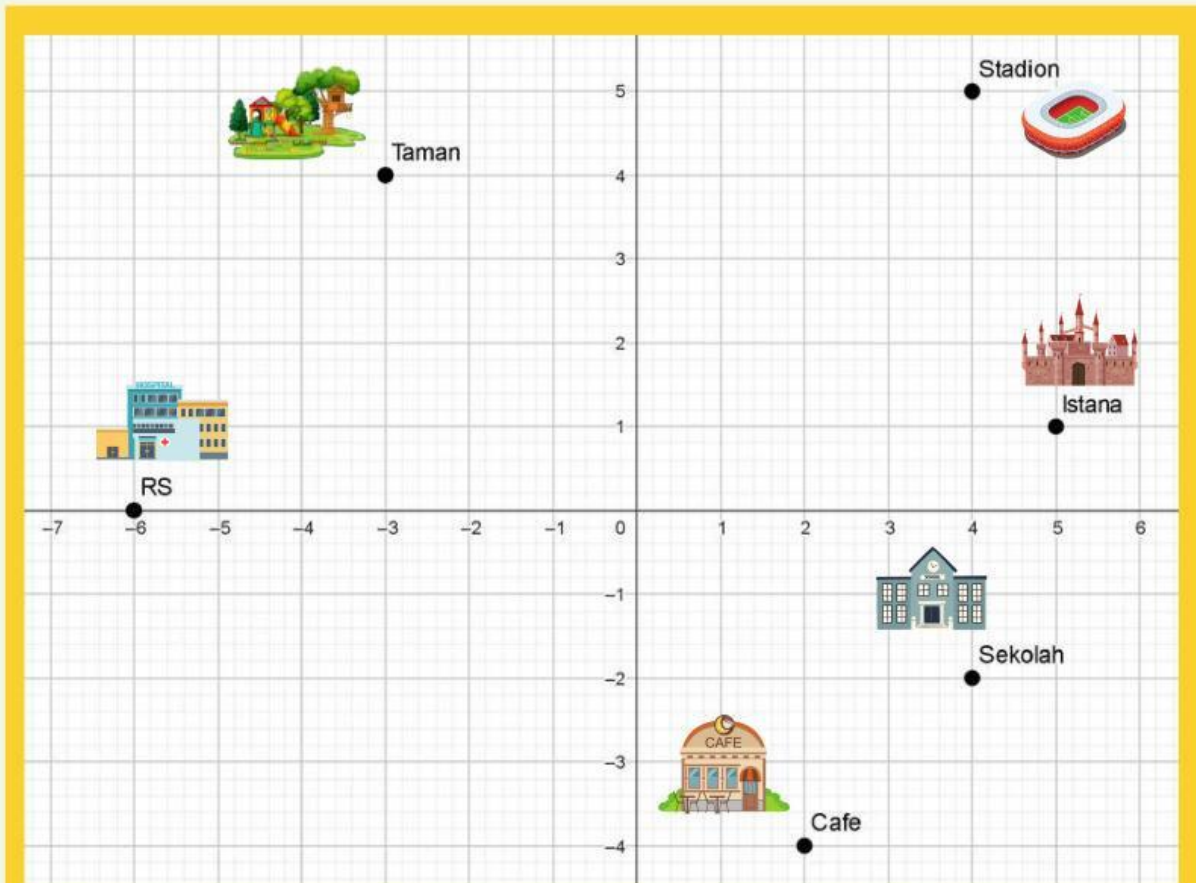 Stadion
5
Taman
4
3
2
HOSPITAL
Istana
1
RS
–7 –6 –5 –4 –3 –2 –1 0 1 2 3 4 5 6
–1
Sekolah
–2
CAFE
–3
Cafe
–4